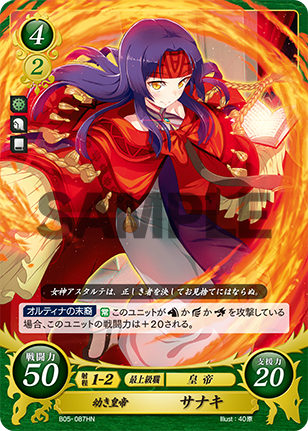 4
2
SAMPLE
女神アスタルテは、正しき者を決してお見捨てにはならぬ。
オルティナの末裔 常 このユニットが か か を攻撃している
場合、このユニットの戦闘力は+20される。
戦闘力
50
射程 1-2 最上級職 皇帝
幼き皇帝 サナキ
支援力
20
B05-087HN Illust:40原